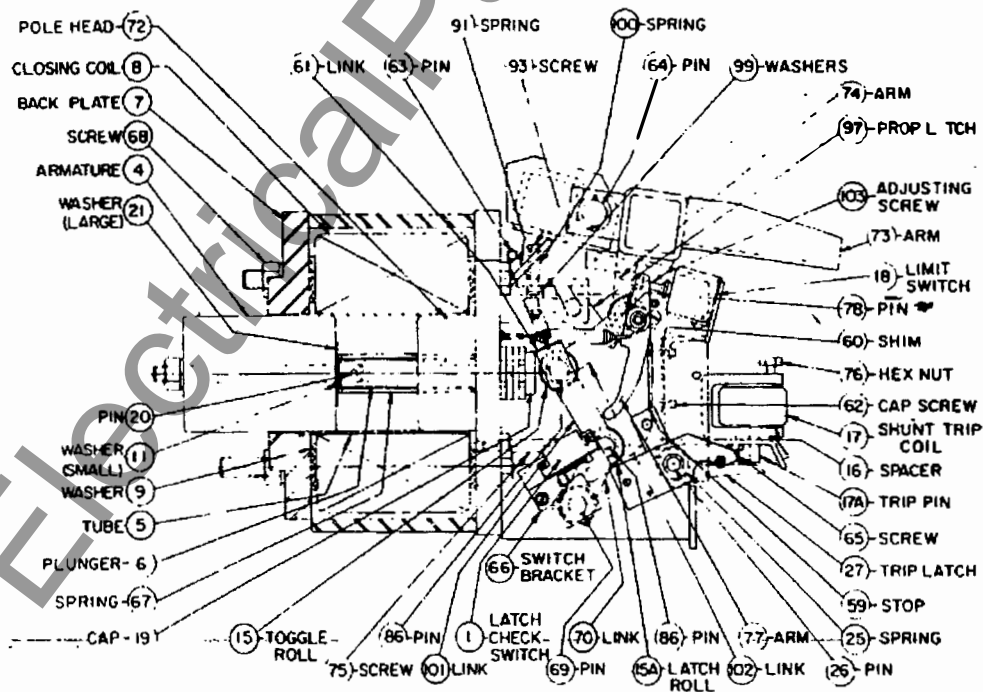 POLE HEAD 72
CLOSING COIL 8
BACK PLATE 7
SCREW 68
ARMATURE 4
WASHER (LARGE) 21
PIN 20
WASHER (SMALL) 11
WASHER 9
TUBE 5
PLUNGER-6
SPRING-67
CAP-19
61-LINK
63-PIN
91-SPRING
93-SCREW
100-SPRING
64-PIN
99-WASHERS
74-ARM
97-PROP L TCH
103 ADJUSTING SCREW
73-ARM
18 LIMIT SWITCH
78-PIN
60-SHIM
76-HEX NUT
62 CAP SCREW
17 SHUNT TRIP COIL
16-SPACER
17A-TRIP PIN
65-SCREW
27-TRIP LATCH
59-STOP
25-SPRING
26-PIN
66 SWITCH BRACKET
15-TOGGLE ROLL
75-SCREW
86-PIN
101-LINK
1 LATCH CHECK SWITCH
69-PIN
70-LINK
15A-LATCH ROLL
86-PIN
102-LINK
77-ARM